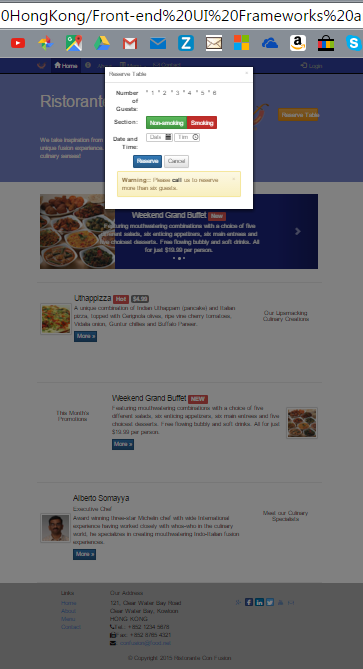 0HongKong/Front-end%20UI%20Frameworks%20a
Home
Login
Reserve Table
Number of Guests:
1 2 3 4 5 6
Section:
Non-smoking Smoking
Date and Time:
Date Tim
Reserve Cancel
Warning:: Please call us to reserve
more than six guests.
Ristorante
We take inspiration from
unique fusion experience.
culinary senses!
Reserve Table
Weekend Grand Buffet New
Featuring mouthwatering combinations with a choice of five
different salads, six enticing appetizers, six main entrees and
five choicest desserts. Free flowing bubbly and soft drinks. All
for just $19.99 per person.
Uthappizza Hot $4.99
A unique combination of Indian Uthappam (pancake) and Italian
pizza, topped with Cerignola olives, ripe vine cherry tomatoes,
Vidalia onion, Guntur chillies and Buffalo Paneer.
More »
Our Lipsmacking
Culinary Creations
This Month's
Promotions
Weekend Grand Buffet NEW
Featuring mouthwatering combinations with a choice of five
different salads, six enticing appetizers, six main entrees and
five choicest desserts. Free flowing bubbly and soft drinks. All for just
$19.99 per person.
More »
Alberto Somayya
Executive Chef
Award winning three-star Michelin chef with wide International
experience having worked closely with whos-who in the culinary
world, he specializes in creating mouthwatering Indo-Italian fusion
experiences.
More »
Meet our Culinary
Specialists
Links
Home
About
Menu
Contact
Our Address
121, Clear Water Bay Road
Clear Water Bay, Kowloon
HONG KONG
Tel.: +852 1234 5678
Fax: +852 8765 4321
confusion@food.net
© Copyright 2015 Ristorante Con Fusion